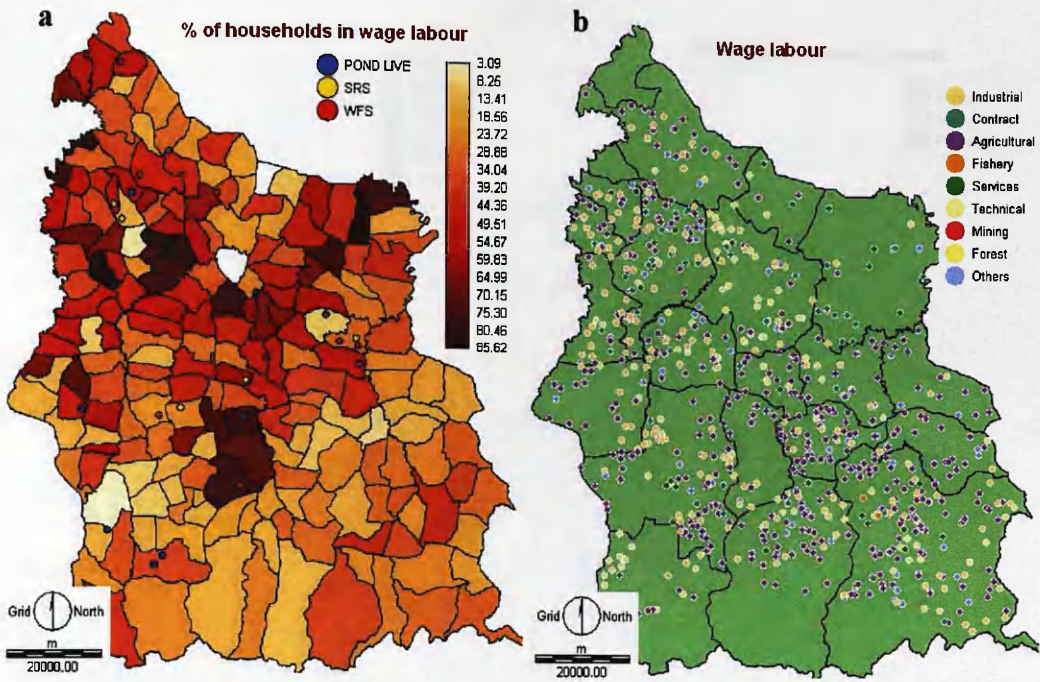 a
% of households in wage labour
POND LIVE
SRS
WFS
3.09
8.25
13.41
18.56
23.72
28.88
34.04
39.20
44.36
49.51
54.67
59.83
64.99
70.15
75.30
80.46
85.62
Grid North
m
20000.00
b
Wage labour
Industrial
Contract
Agricultural
Fishery
Services
Technical
Mining
Forest
Others
Grid North
m
20000.00